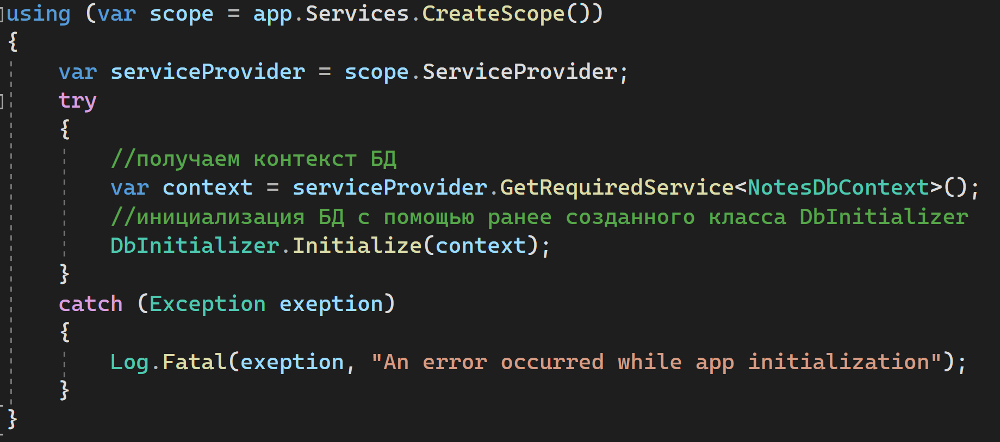 using (var scope = app.Services.CreateScope())
{
var serviceProvider = scope.ServiceProvider;
try
{
//получаем контекст БД
var context = serviceProvider.GetRequiredService<NotesDbContext>();
//инициализация БД с помощью ранее созданного класса DbInitializer
DbInitializer.Initialize(context);
}
catch (Exception exeption)
{
Log.Fatal(exeption, "An error occurred while app initialization");
}
}